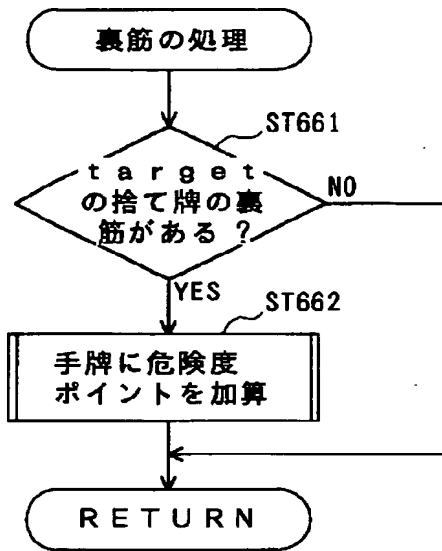 裏筋の処理
ST661
target
の捨て牌の裏
筋がある？
NO
YES
ST662
手牌に危険度
ポイントを加算
RETURN